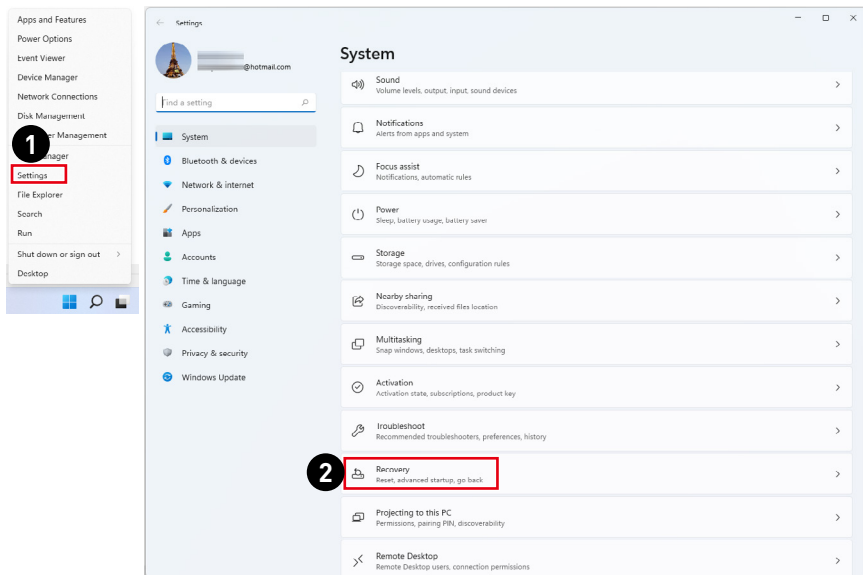 Apps and Features
Power Options
Event Viewer
Device Manager
Network Connections
Disk Management
er Management
1
anager
Settings
File Explorer
Search
Run
Shut down or sign out
Desktop
Settings
@hotmail.com
Find a setting
System
Bluetooth & devices
Network & internet
Personalization
Apps
Accounts
Time & language
Gaming
Accessibility
Privacy & security
Windows Update
System
Sound
Volume levels, output, input, sound devices
Notifications
Alerts from apps and system
Focus assist
Notifications, automatic rules
Power
Sleep, battery usage, battery saver
Storage
Storage space, drives, configuration rules
Nearby sharing
Discoverability, received files location
Multitasking
Snap windows, desktops, task switching
Activation
Activation state, subscriptions, product key
Troubleshoot
Recommended troubleshooters, preferences, history
2
Recovery
Reset, advanced startup, go back
Projecting to this PC
Permissions, pairing PIN, discoverability
Remote Desktop
Remote Desktop users, connection permissions